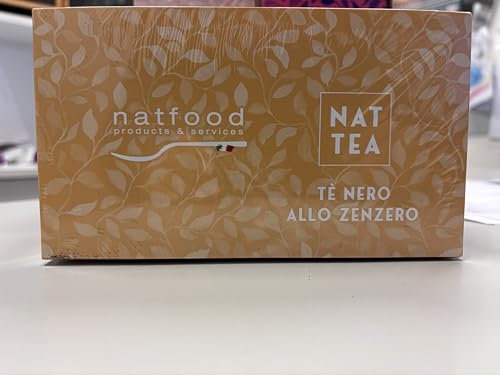 natfood
products & services
NAT
TEA
TÈ NERO
ALLO ZENZERO